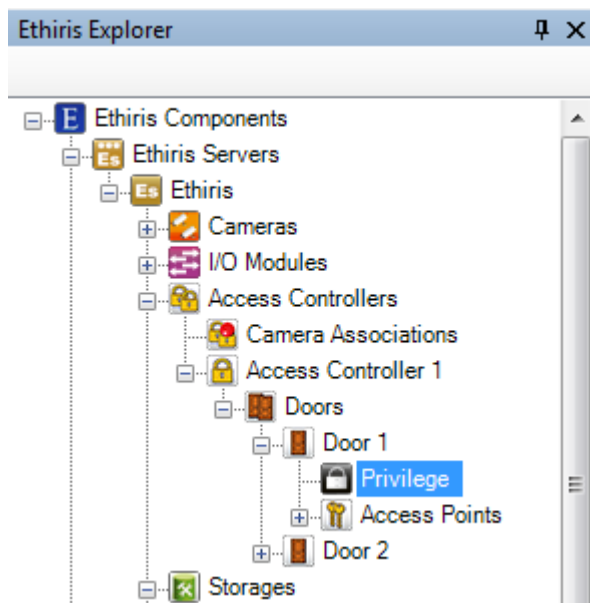 Ethiris Explorer
Ethiris Components
Ethiris Servers
Ethiris
Cameras
I/O Modules
Access Controllers
Camera Associations
Access Controller 1
Doors
Door 1
Privilege
Access Points
Door 2
Storages